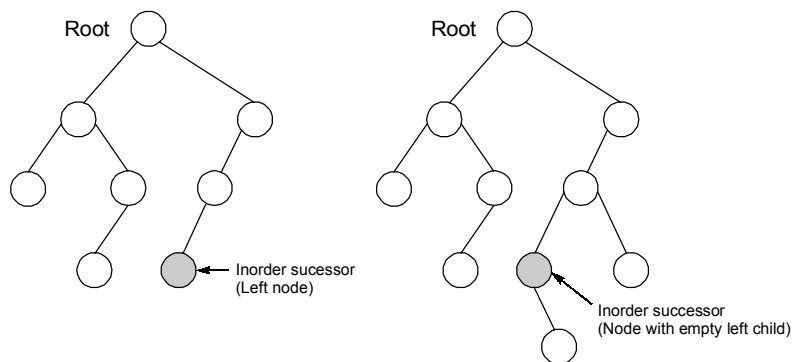 Root
Root
Inorder sucessor
(Left node)
Inorder successor
(Node with empty left child)